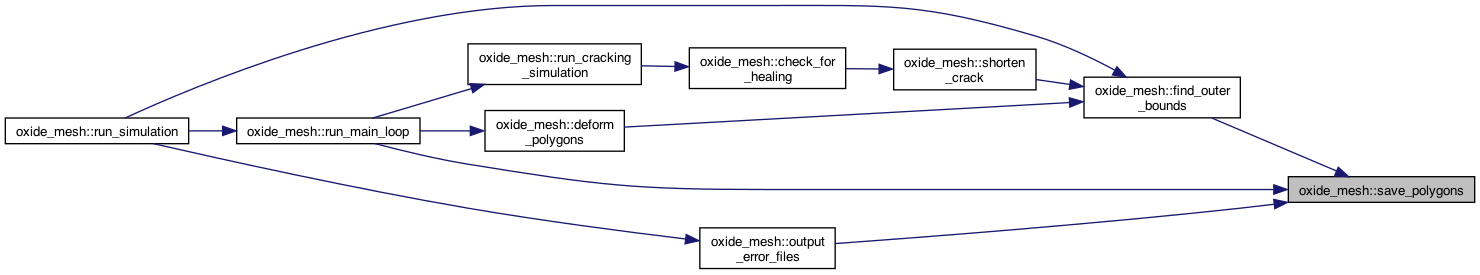 oxide_mesh::run_simulation
oxide_mesh::run_main_loop
oxide_mesh::run_cracking
_simulation
oxide_mesh::deform
_polygons
oxide_mesh::check_for
_healing
oxide_mesh::output
_error_files
oxide_mesh::shorten
_crack
oxide_mesh::find_outer
_bounds
oxide_mesh::save_polygons